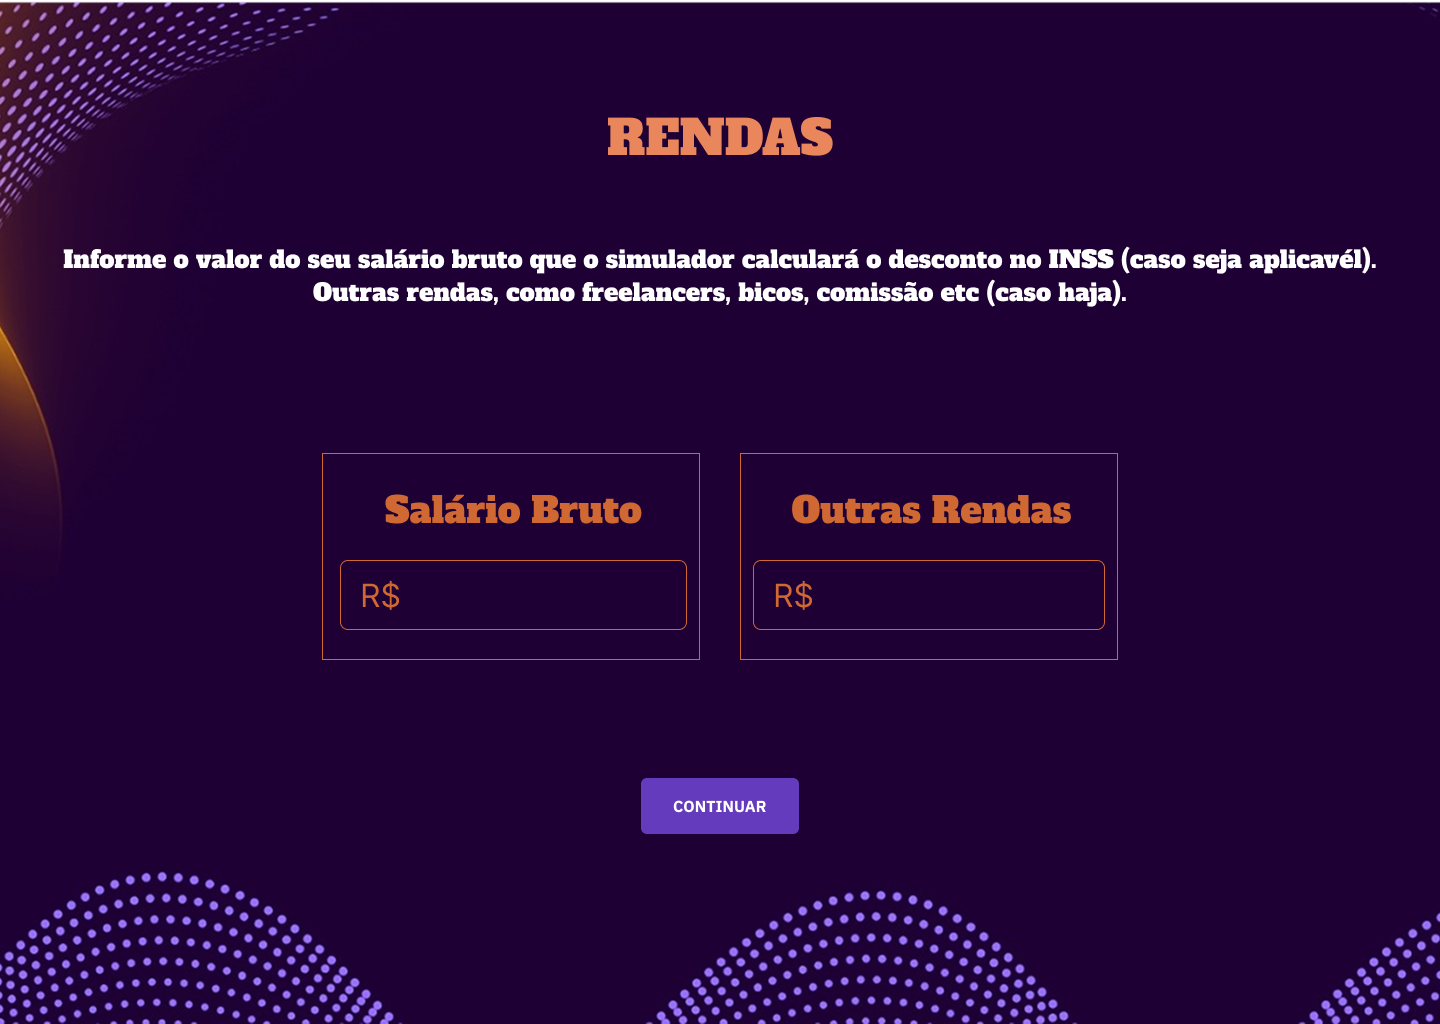 RENDAS
Informe o valor do seu salário bruto que o simulador calculará o desconto no INSS (caso seja aplicavél).
Outras rendas, como freelancers, bicos, comissão etc (caso haja).
Salário Bruto
Outras Rendas
R$
R$
CONTINUAR